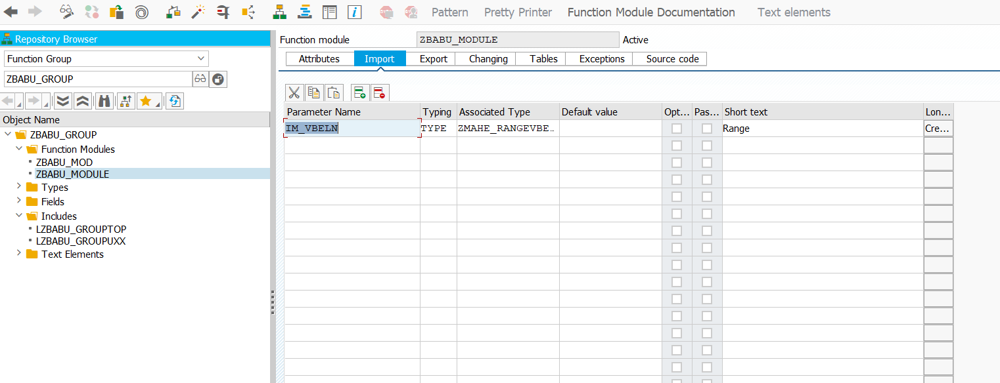 Pattern Pretty Printer Function Module Documentation Text elements
Repository Browser
Function Group
ZBABU_GROUP
Object Name
ZBABU_GROUP
Function Modules
ZBABU_MOD
ZBABU_MODULE
Types
Fields
Includes
LZBABU_GROUPTOP
LZBABU_GROUPUXX
Text Elements
Function module ZBABU_MODULE Active
Attributes Import Export Changing Tables Exceptions Source code
Parameter Name Typing Associated Type Default value Opt... Pas... Short text Lon...
IM_VBELN TYPE ZMAHE_RANGEVBE… Range Cre...